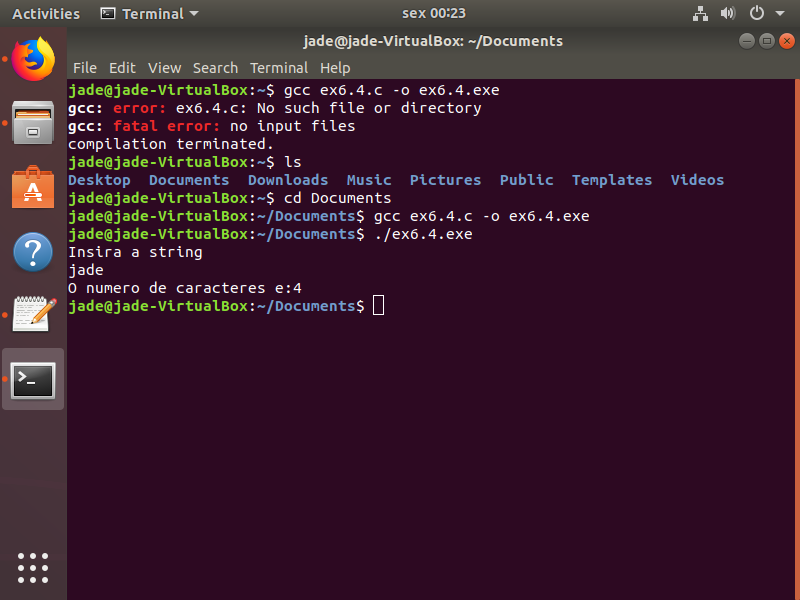 Activities Terminal sex 00:23
jade@jade-VirtualBox: ~/Documents
File Edit View Search Terminal Help
jade@jade-VirtualBox:~$ gcc ex6.4.c -o ex6.4.exe
gcc: error: ex6.4.c: No such file or directory
gcc: fatal error: no input files
compilation terminated.
jade@jade-VirtualBox:~$ ls
Desktop Documents Downloads Music Pictures Public Templates Videos
jade@jade-VirtualBox:~$ cd Documents
jade@jade-VirtualBox:~/Documents$ gcc ex6.4.c -o ex6.4.exe
jade@jade-VirtualBox:~/Documents$ ./ex6.4.exe
Insira a string
jade
O numero de caracteres e:4
jade@jade-VirtualBox:~/Documents$